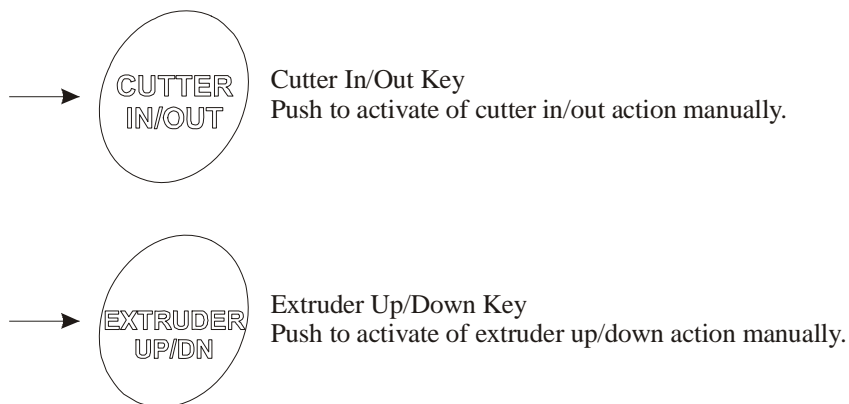 CUTTER
IN/OUT
Cutter In/Out Key
Push to activate of cutter in/out action manually.
EXTRUDER
UP/DN
Extruder Up/Down Key
Push to activate of extruder up/down action manually.